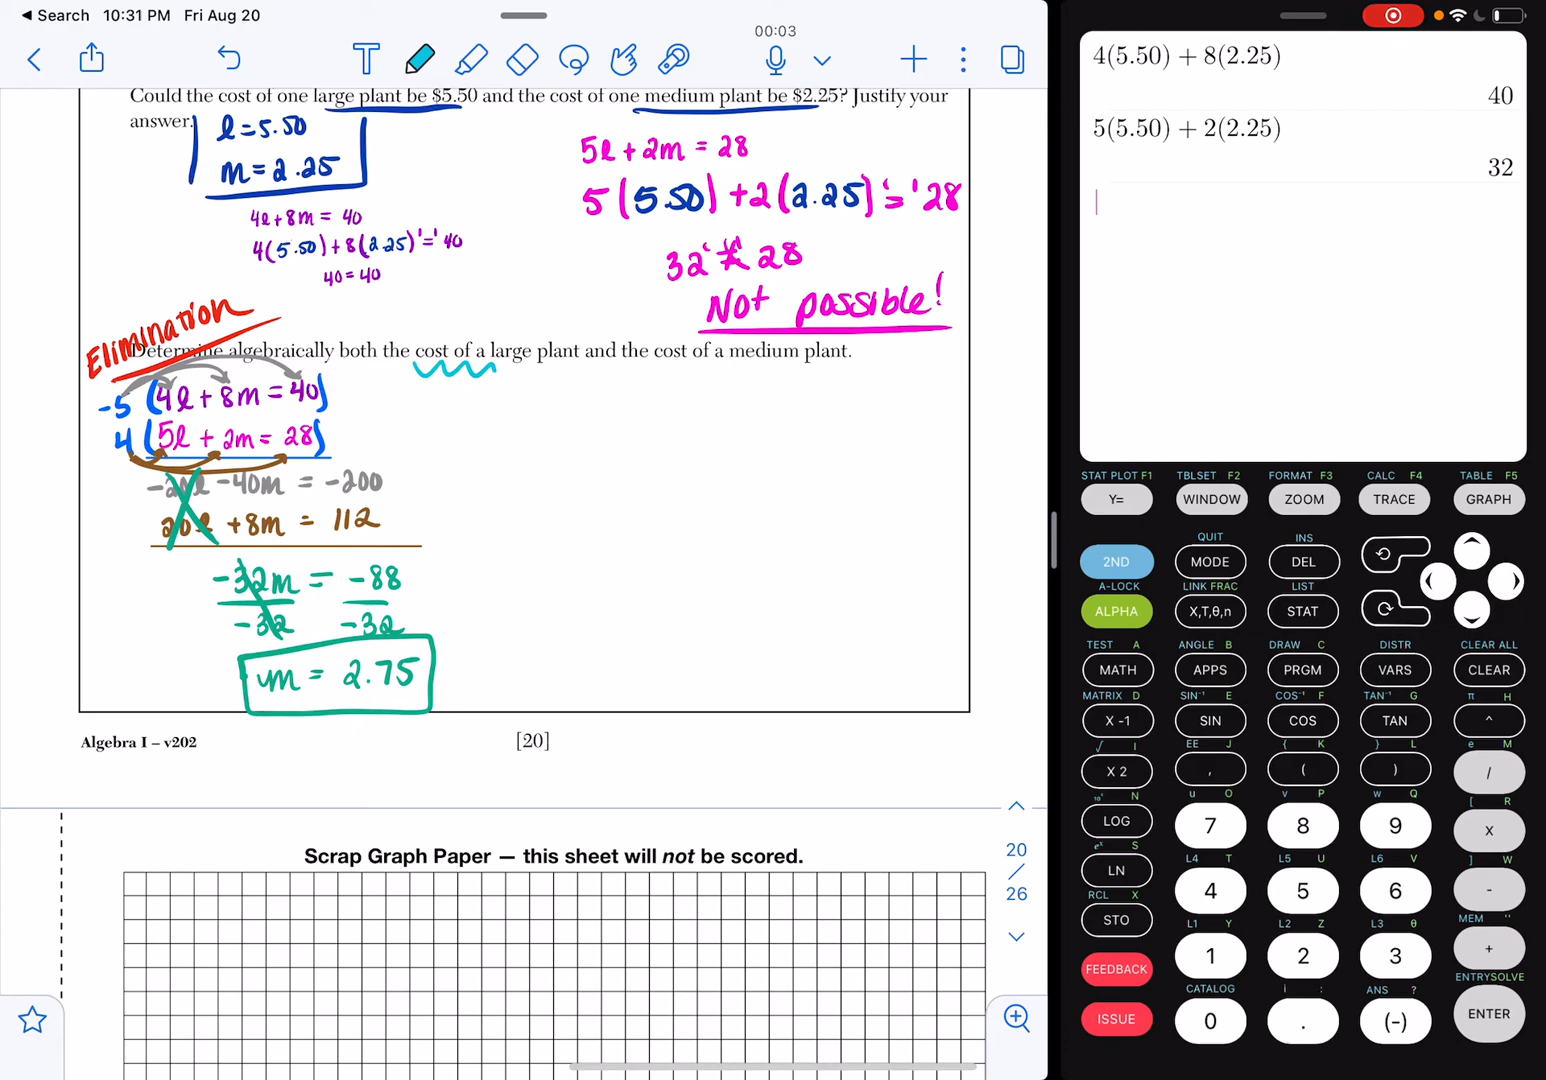 Search 10:31 PM Fri Aug 20
00:03
Could the cost of one large plant be $5.50 and the cost of one medium plant be $2.25? Justify your
answer.
l = 5.50
m = 2.25
4l + 8m = 40
4(5.50) + 8(2.25) '=' 40
40 = 40
5l + 2m = 28
5(5.50) + 2(2.25) '=' 28
32 '≠' 28
Not possible!
Elimination
Determine algebraically both the cost of a large plant and the cost of a medium plant.
-5 (4l + 8m = 40)
4 (5l + 2m = 28)
-20l -40m = -200
20l + 8m = 112
-32m = -88
-32 -32
m = 2.75
Algebra I – v202
[20]
Scrap Graph Paper — this sheet will not be scored.
20
/
26
4(5.50) + 8(2.25)
40
5(5.50) + 2(2.25)
32
STAT PLOT F1 TBLSET F2 FORMAT F3 CALC F4 TABLE F5
Y= WINDOW ZOOM TRACE GRAPH
QUIT INS
2ND MODE DEL
A-LOCK LINK FRAC LIST
ALPHA X,T,θ,n STAT
TEST A ANGLE B DRAW C DISTR CLEAR ALL
MATH APPS PRGM VARS CLEAR
MATRIX D SIN⁻¹ E COS⁻¹ F TAN⁻¹ G π H
X -1 SIN COS TAN ^
√ I EE J { K } L e M
X 2 , ( ) /
10ˣ N u O v P w Q [ R
LOG 7 8 9 X
eˣ S L4 T L5 U L6 V ] W
LN 4 5 6 -
RCL X L1 Y L2 Z L3 θ MEM "
STO 1 2 3 +
FEEDBACK
CATALOG i : ANS ? ENTRY SOLVE
ISSUE 0 . (-) ENTER